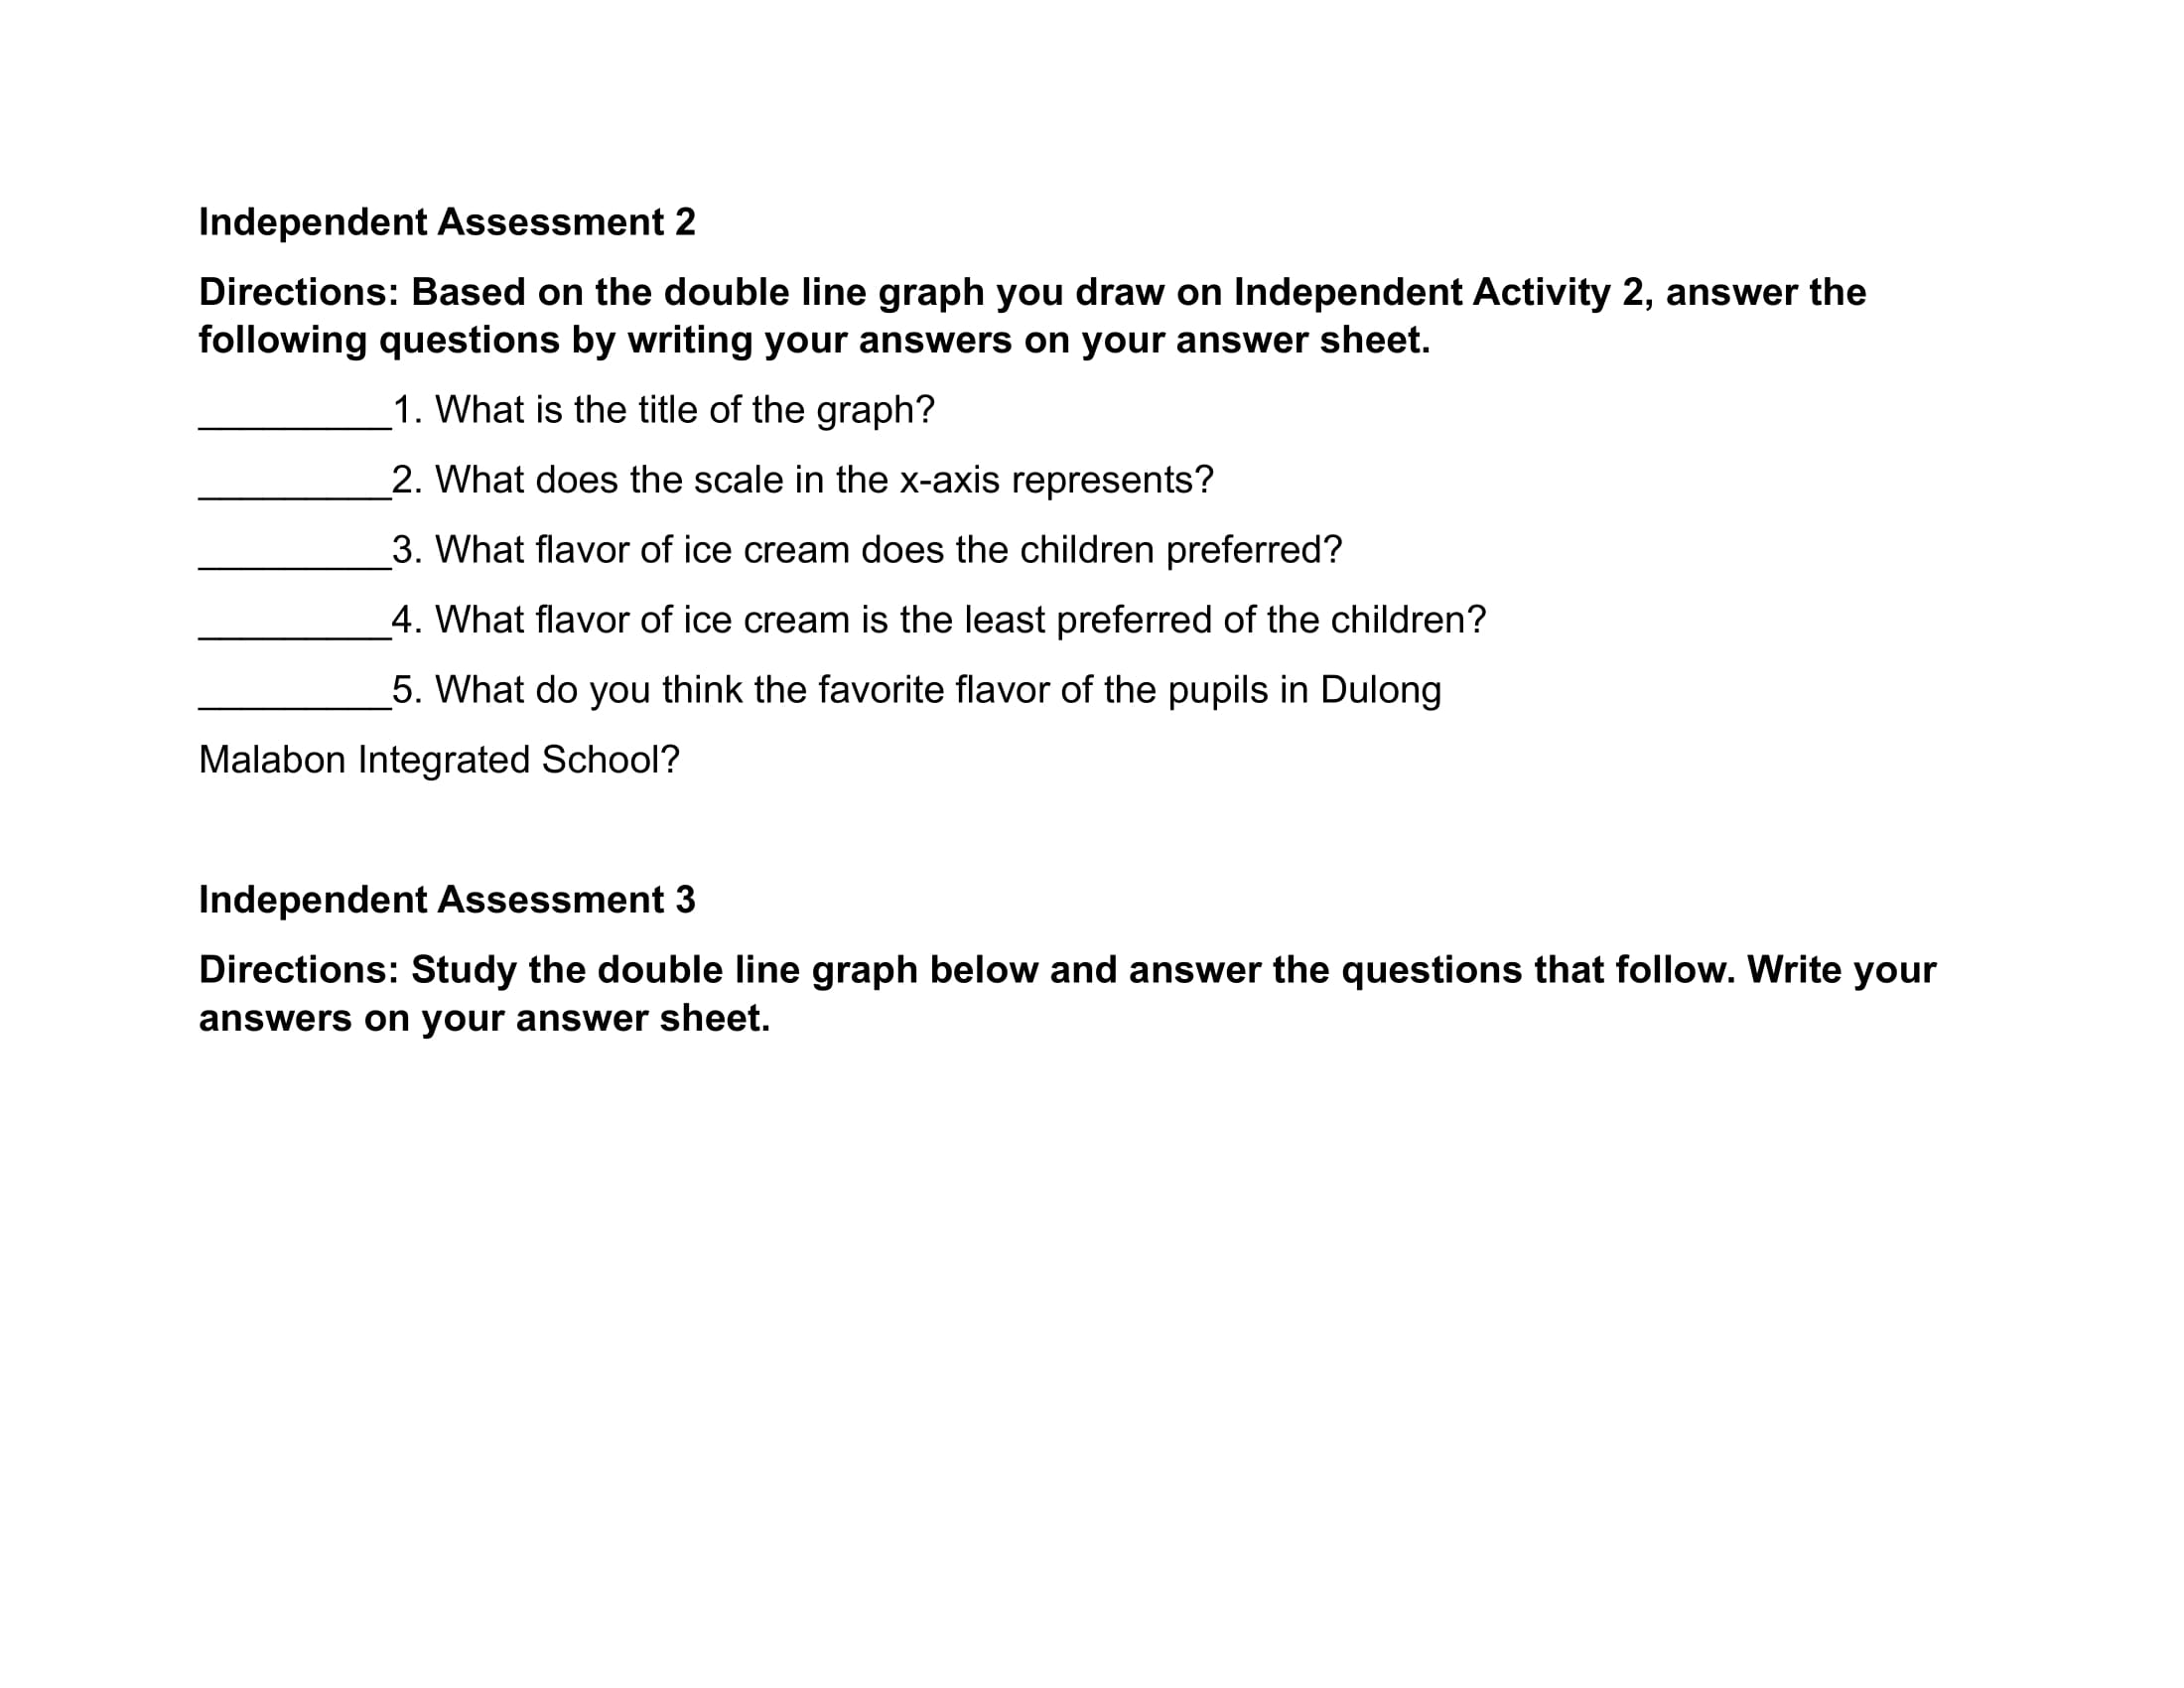 Independent Assessment 2
Directions: Based on the double line graph you draw on Independent Activity 2, answer the
following questions by writing your answers on your answer sheet.
_________1. What is the title of the graph?
_________2. What does the scale in the x-axis represents?
_________3. What flavor of ice cream does the children preferred?
_________4. What flavor of ice cream is the least preferred of the children?
_________5. What do you think the favorite flavor of the pupils in Dulong
Malabon Integrated School?
Independent Assessment 3
Directions: Study the double line graph below and answer the questions that follow. Write your
answers on your answer sheet.